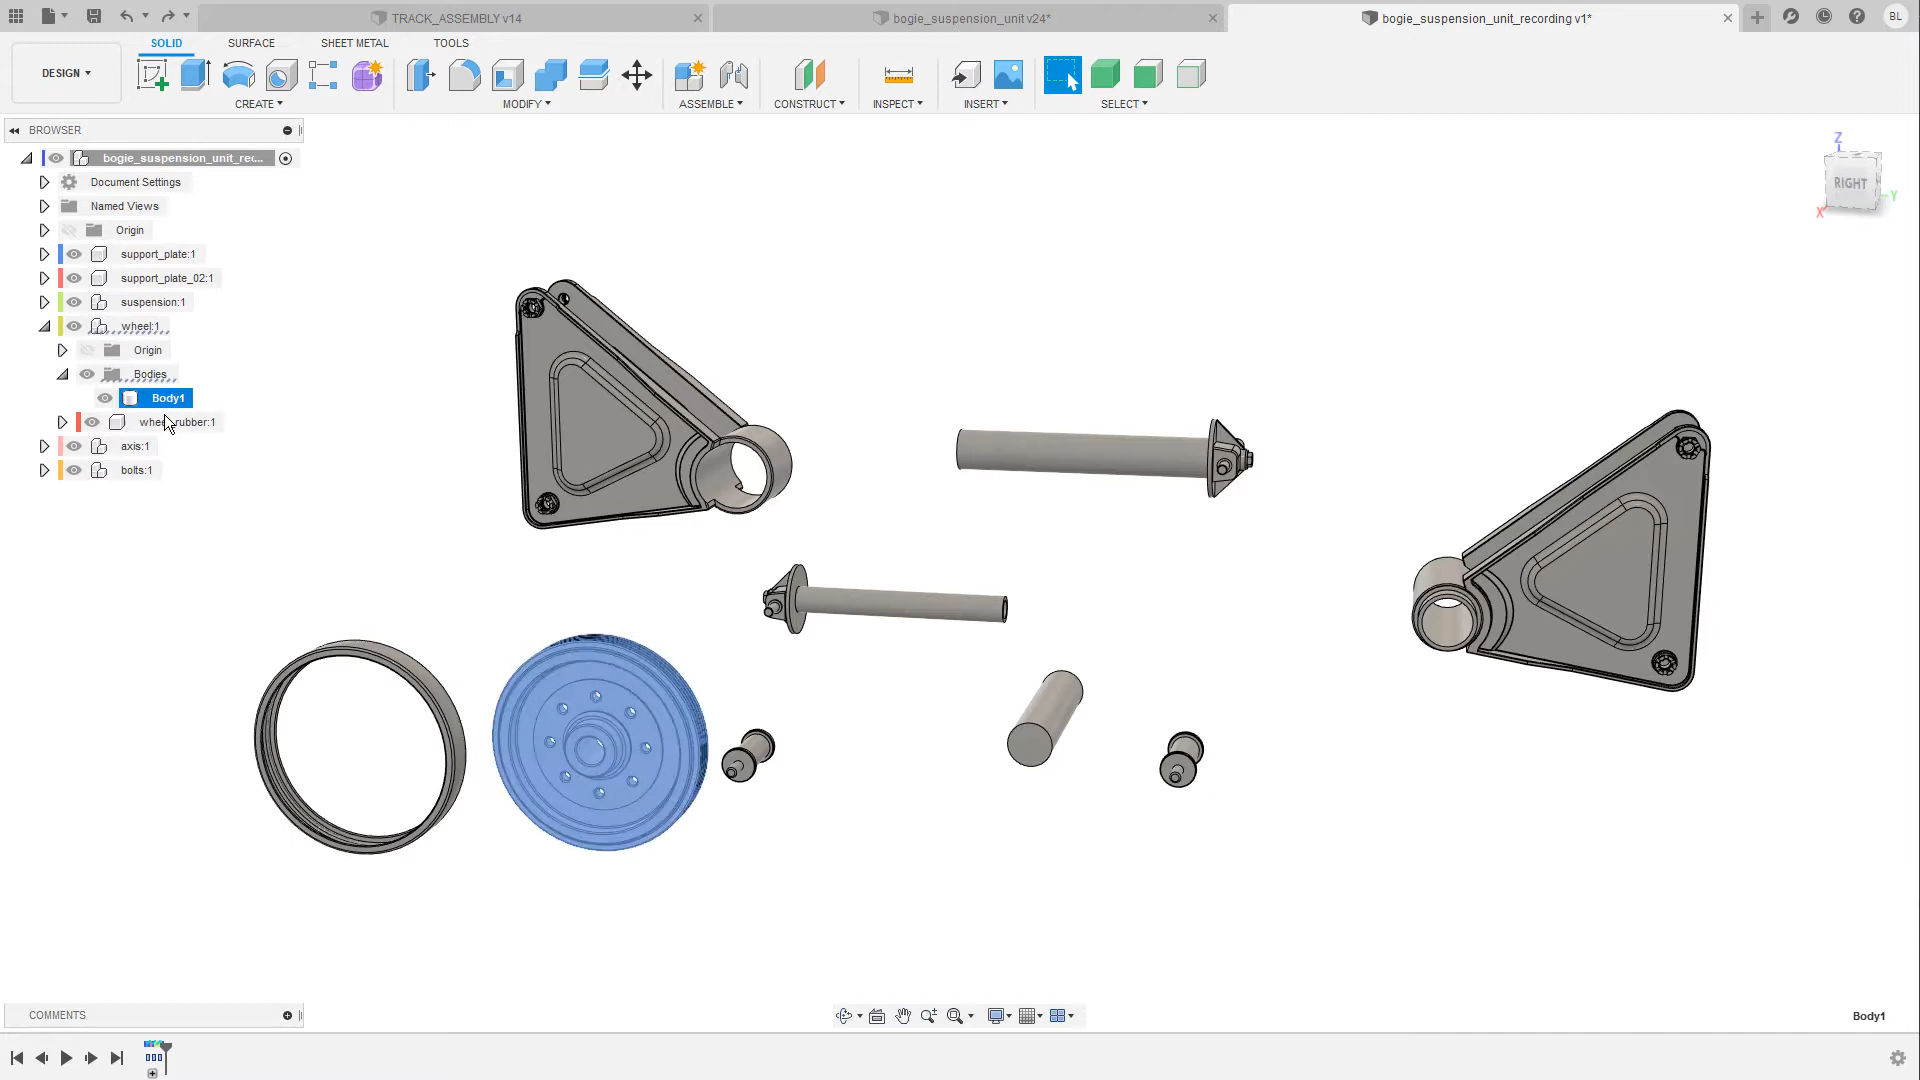 TRACK_ASSEMBLY v14
bogie_suspension_unit v24*
bogie_suspension_unit_recording v1*
BL
DESIGN
SOLID
SURFACE
SHEET METAL
TOOLS
CREATE
MODIFY
ASSEMBLE
CONSTRUCT
INSPECT
INSERT
SELECT
BROWSER
bogie_suspension_unit_rec...
Document Settings
Named Views
Origin
support_plate:1
support_plate_02:1
suspension:1
wheel:1
Origin
Bodies
Body1
wheel_rubber:1
axis:1
bolts:1
Z
RIGHT
Y
X
COMMENTS
Body1